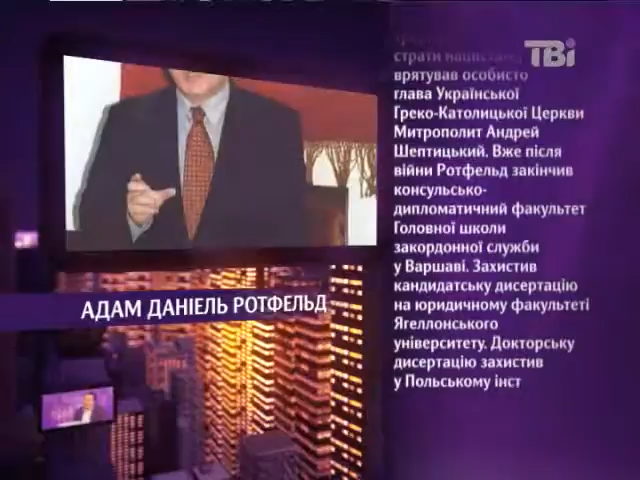 ТВі
страти нацистами
врятував особисто
глава Української
Греко-Католицької Церкви
Митрополит Андрей
Шептицький. Вже після
війни Ротфельд закінчив
консульсько-
дипломатичний факультет
Головної школи
закордонної служби
у Варшаві. Захистив
кандидатську дисертацію
на юридичному факультеті
Ягеллонського
університету. Докторську
дисертацію захистив
у Польському інст
АДАМ ДАНІЕЛЬ РОТФЕЛЬД